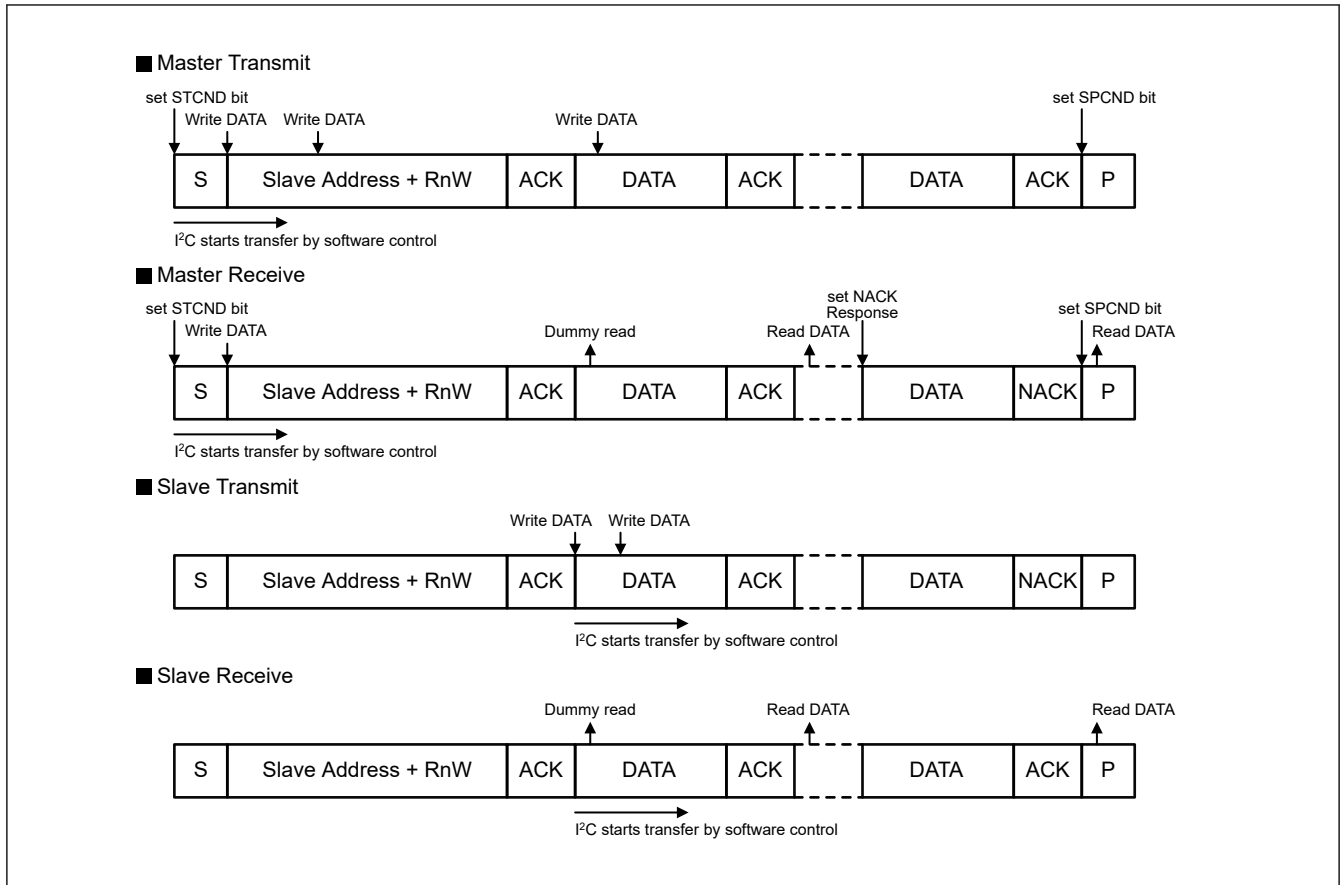 ■ Master Transmit
set STCND bit
set SPCND bit
Write DATA Write DATA Write DATA
S Slave Address + RnW ACK DATA ACK DATA ACK P
I²C starts transfer by software control
■ Master Receive
set NACK
Response
set STCND bit
set SPCND bit
Write DATA Dummy read Read DATA Read DATA
S Slave Address + RnW ACK DATA ACK DATA NACK P
I²C starts transfer by software control
■ Slave Transmit
Write DATA Write DATA
S Slave Address + RnW ACK DATA ACK DATA NACK P
I²C starts transfer by software control
■ Slave Receive
Dummy read Read DATA Read DATA
S Slave Address + RnW ACK DATA ACK DATA ACK P
I²C starts transfer by software control